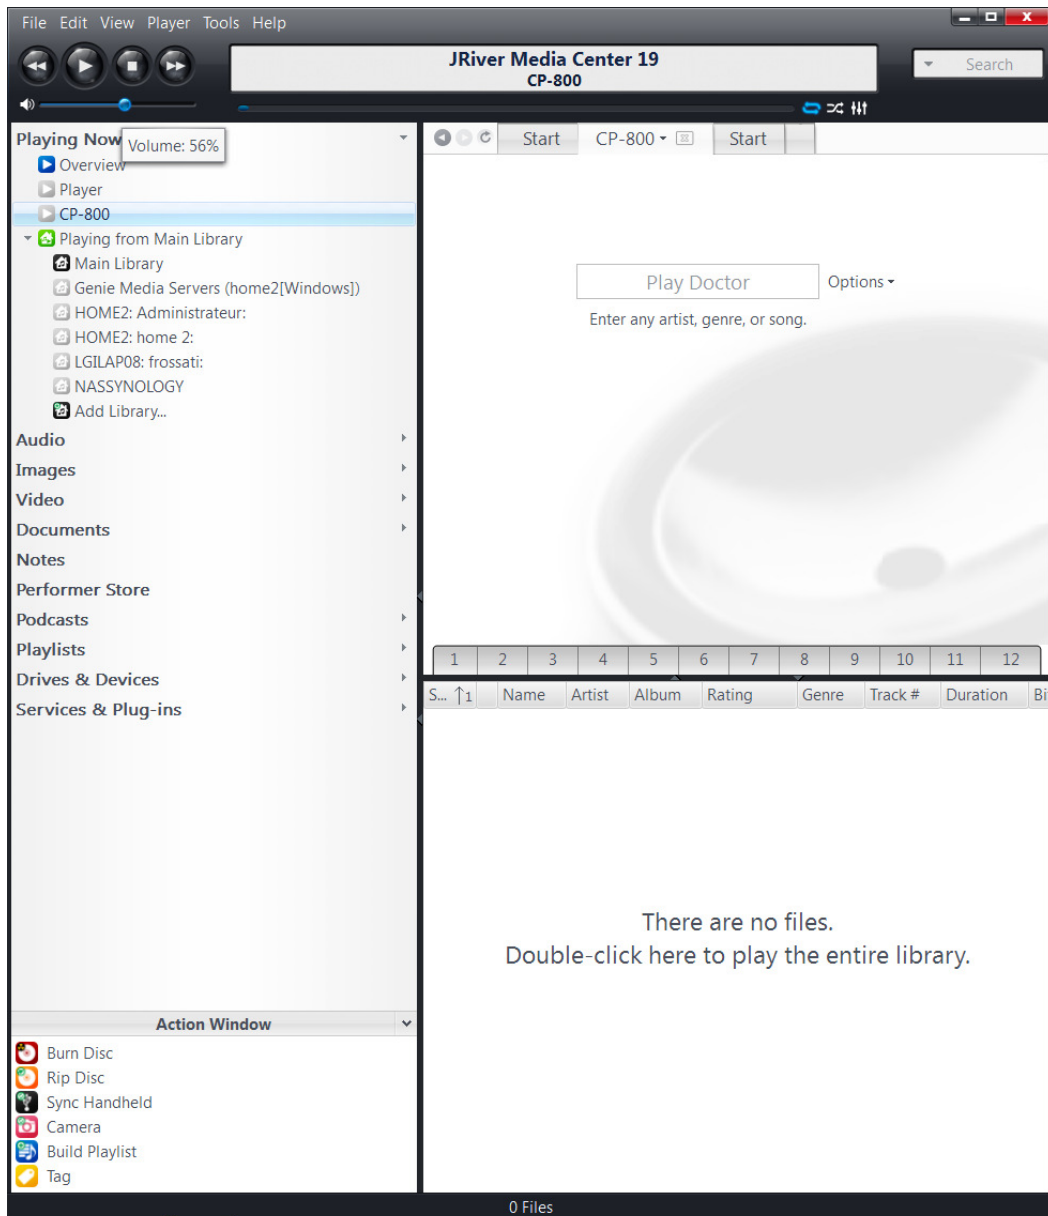 File Edit View Player Tools Help
JRiver Media Center 19
CP-800
Search
Playing Now
Volume: 56%
Overview
Player
CP-800
Playing from Main Library
Main Library
Genie Media Servers (home2[Windows])
HOME2: Administrateur:
HOME2: home 2:
LGILAP08: frossati:
NASSYNOLOGY
Add Library...
Audio
Images
Video
Documents
Notes
Performer Store
Podcasts
Playlists
Drives & Devices
Services & Plug-ins
Action Window
Burn Disc
Rip Disc
Sync Handheld
Camera
Build Playlist
Tag
Start CP-800 Start
Play Doctor Options
Enter any artist, genre, or song.
1 2 3 4 5 6 7 8 9 10 11 12
S... ↑1 Name Artist Album Rating Genre Track # Duration Bi
There are no files.
Double-click here to play the entire library.
0 Files